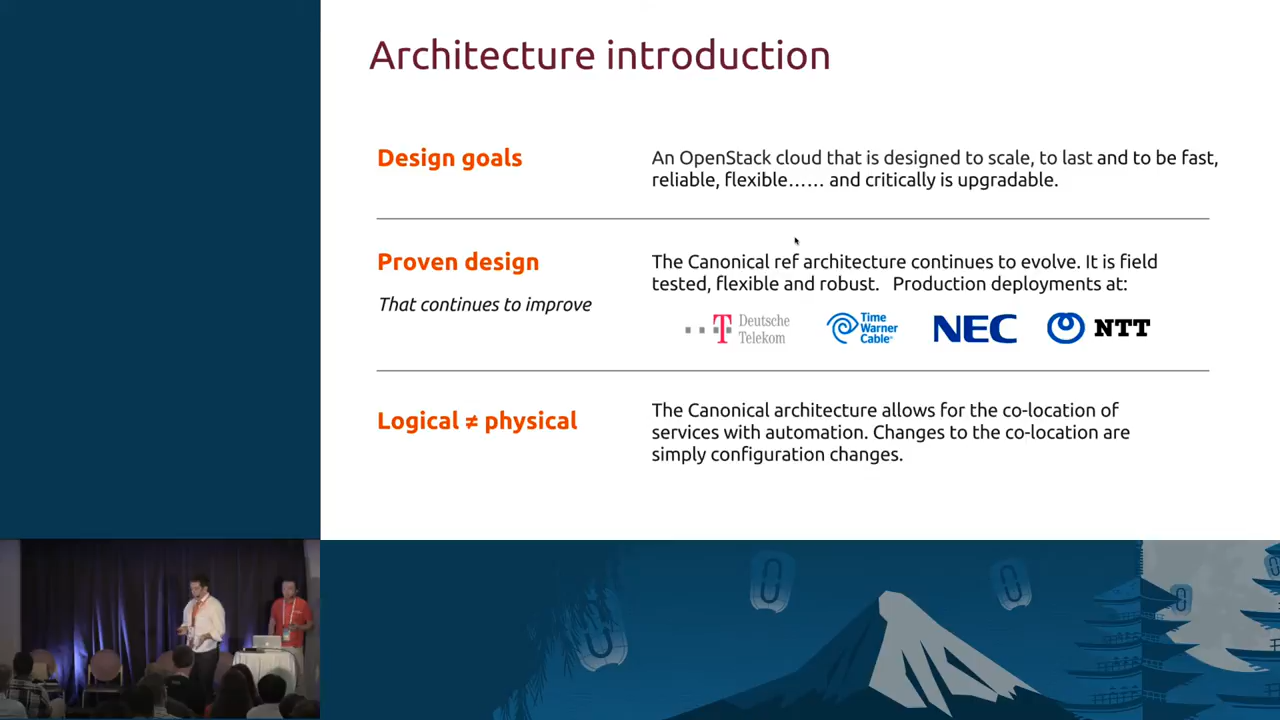 Architecture introduction
Design goals
An OpenStack cloud that is designed to scale, to last and to be fast,
reliable, flexible…… and critically is upgradable.
Proven design
That continues to improve
The Canonical ref architecture continues to evolve. It is field
tested, flexible and robust. Production deployments at:
Deutsche
Telekom
Time
Warner
Cable
NEC
NTT
Logical ≠ physical
The Canonical architecture allows for the co-location of
services with automation. Changes to the co-location are
simply configuration changes.